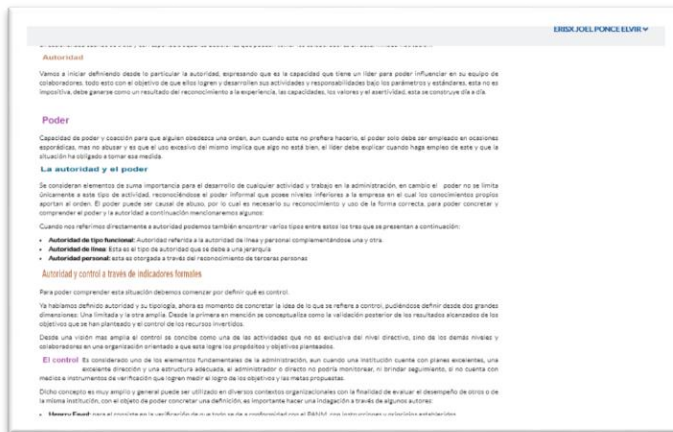 ERISX JOEL PONCE ELVIR
Autoridad
Vamos a iniciar definiendo desde lo particular la autoridad, expresando que es la capacidad que tiene un líder para poder influenciar en su equipo de
colaboradores, todo esto con el objetivo de que ellos logren y desarrollen sus actividades y responsabilidades bajo los parámetros y estándares, esta no es
impositiva, debe ganarse como un resultado del reconocimiento a la experiencia, las capacidades, los valores y el asertividad, esta se construye día a día.
Poder
Capacidad de poder y coacción para que alguien obedezca una orden, aun cuando este no prefiera hacerlo, el poder solo debe ser empleado en ocasiones
esporádicas, mas no abusar y es que el uso excesivo del mismo implica que algo no está bien, el líder debe explicar cuando haga empleo de este y que la
situación ha obligado a tomar esa medida.
La autoridad y el poder
Se consideran elementos de suma importancia para el desarrollo de cualquier actividad y trabajo en la administración, en cambio el poder no se limita
únicamente a este tipo de actividad, reconociéndose el poder informal que posee niveles inferiores a la empresa en el cual los conocimientos propios
aportan al orden. El poder puede ser causal de abuso, por lo cual es necesario su reconocimiento y uso de la forma correcta, para poder concretar y
comprender el poder y la autoridad a continuación mencionaremos algunos:
Cuando nos referimos directamente a autoridad podemos también encontrar varios tipos entre estos los tres que se presentan a continuación:
• Autoridad de tipo funcional: Autoridad referida a la autoridad de línea y personal complementándose una y otra.
• Autoridad de línea: Esta es el tipo de autoridad que se debe a una jerarquía
• Autoridad personal: esta es otorgada a través del reconocimiento de terceras personas
Autoridad y control a través de indicadores formales
Para poder comprender esta situación debemos comenzar por definir qué es control.
Ya habíamos definido autoridad y su tipología, ahora es momento de concretar la idea de lo que se refiere a control, pudiéndose definir desde dos grandes
dimensiones: Una limitada y la otra amplia. Desde la primera en mención se conceptualiza como la validación posterior de los resultados alcanzados de los
objetivos que se han planteado y el control de los recursos invertidos.
Desde una visión mas amplia el control se concibe como una de las actividades que no es exclusiva del nivel directivo, sino de los demás niveles y
colaboradores en una organización orientado a que esta logre los propósitos y objetivos planteados.
El control Es considerado uno de los elementos fundamentales de la administración, aun cuando una institución cuente con planes excelentes, una
excelente dirección y una estructura adecuada, el administrador o directo no podría monitorear, ni brindar seguimiento, si no cuenta con
medios e instrumentos de verificación que logren medir el logro de los objetivos y las metas propuestas.
Dicho concepto es muy amplio y general puede ser utilizado en diversos contextos organizacionales con la finalidad de evaluar el desempeño de otros o de
la misma institución, con el objeto de poder concretar una definición, es importante hacer una indagación a través de algunos autores: